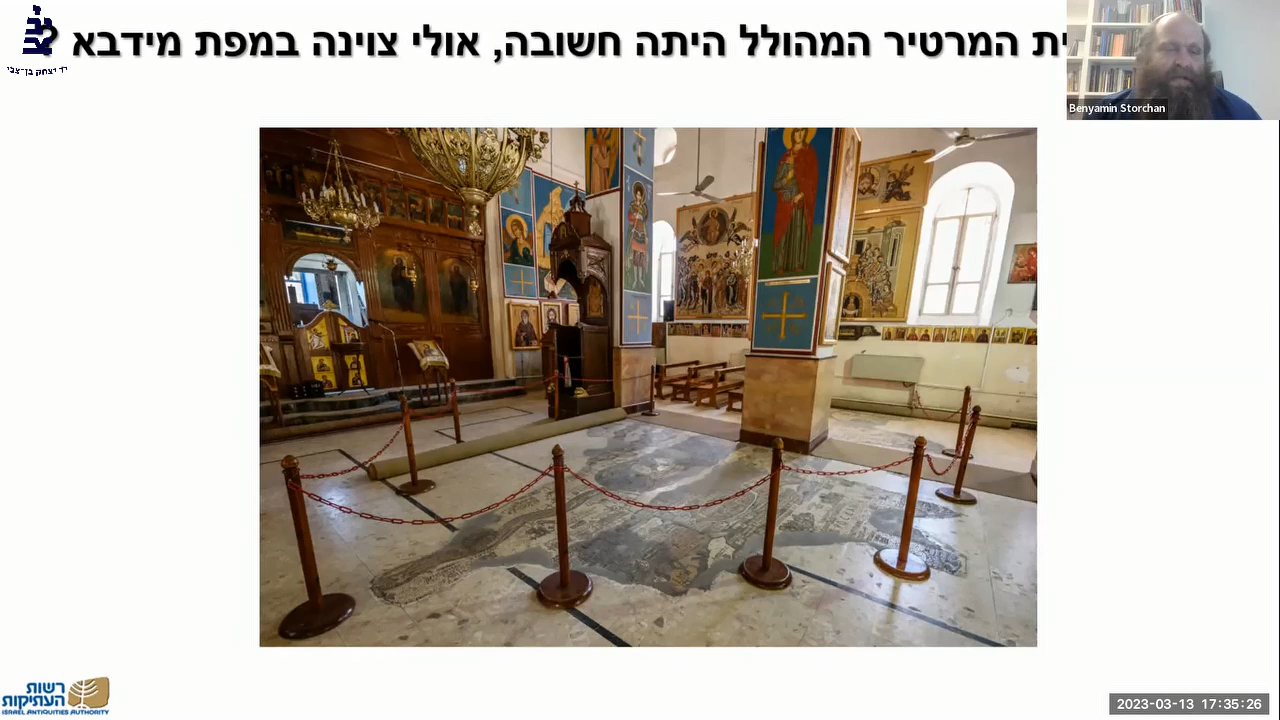 ית המרטיר המהולל היתה חשובה, אולי צוינה במפת מידבא ?
יד יצחק בן־צבי
Benyamin Storchan
רשות
העתיקות
ISRAEL ANTIQUITIES AUTHORITY
2023-03-13 17:35:26